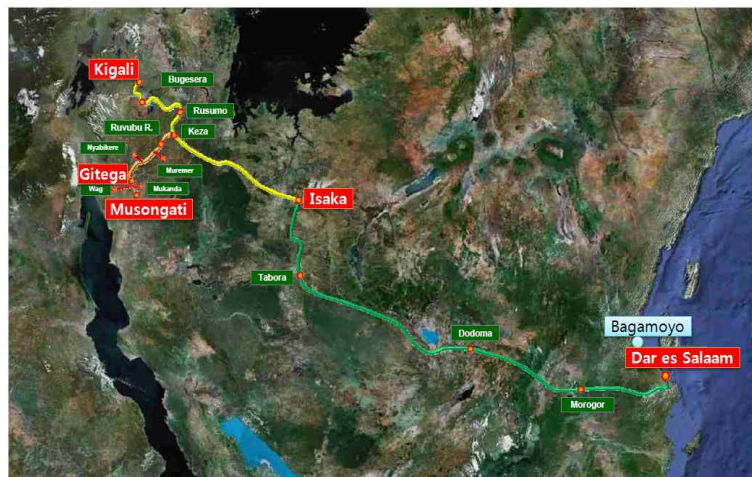 Kigali
Bugesera
Rusumo
Ruvubu R.
Keza
Nyabikere
Muremer
Gitega
Wag
Mukanda
Musongati
Isaka
Tabora
Dodoma
Bagamoyo
Dar es Salaam
Morogor